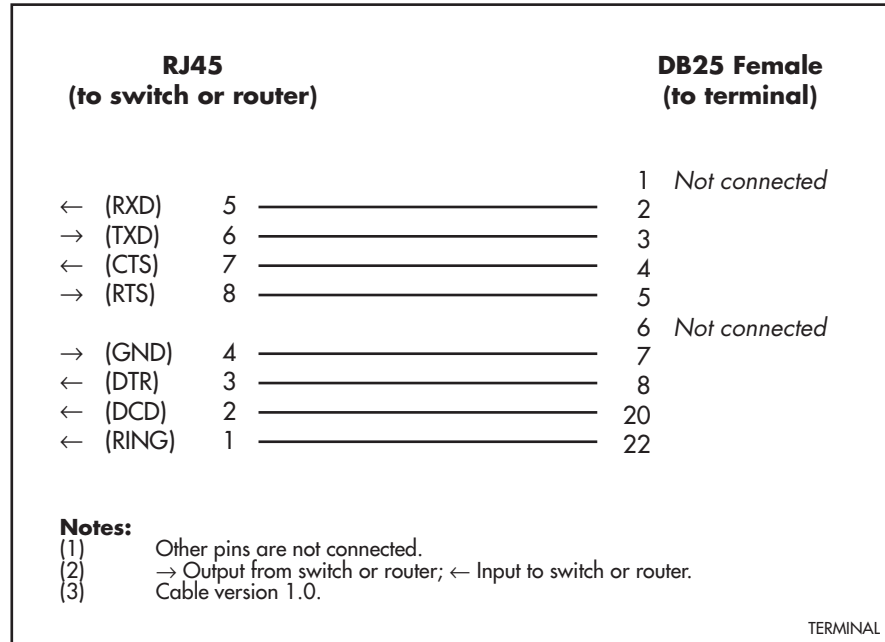 RJ45
(to switch or router)
DB25 Female
(to terminal)
1 Not connected
← (RXD) 5 2
→ (TXD) 6 3
← (CTS) 7 4
→ (RTS) 8 5
6 Not connected
→ (GND) 4 7
← (DTR) 3 8
← (DCD) 2 20
← (RING) 1 22
Notes:
(1) Other pins are not connected.
(2) → Output from switch or router; ← Input to switch or router.
(3) Cable version 1.0.
TERMINAL